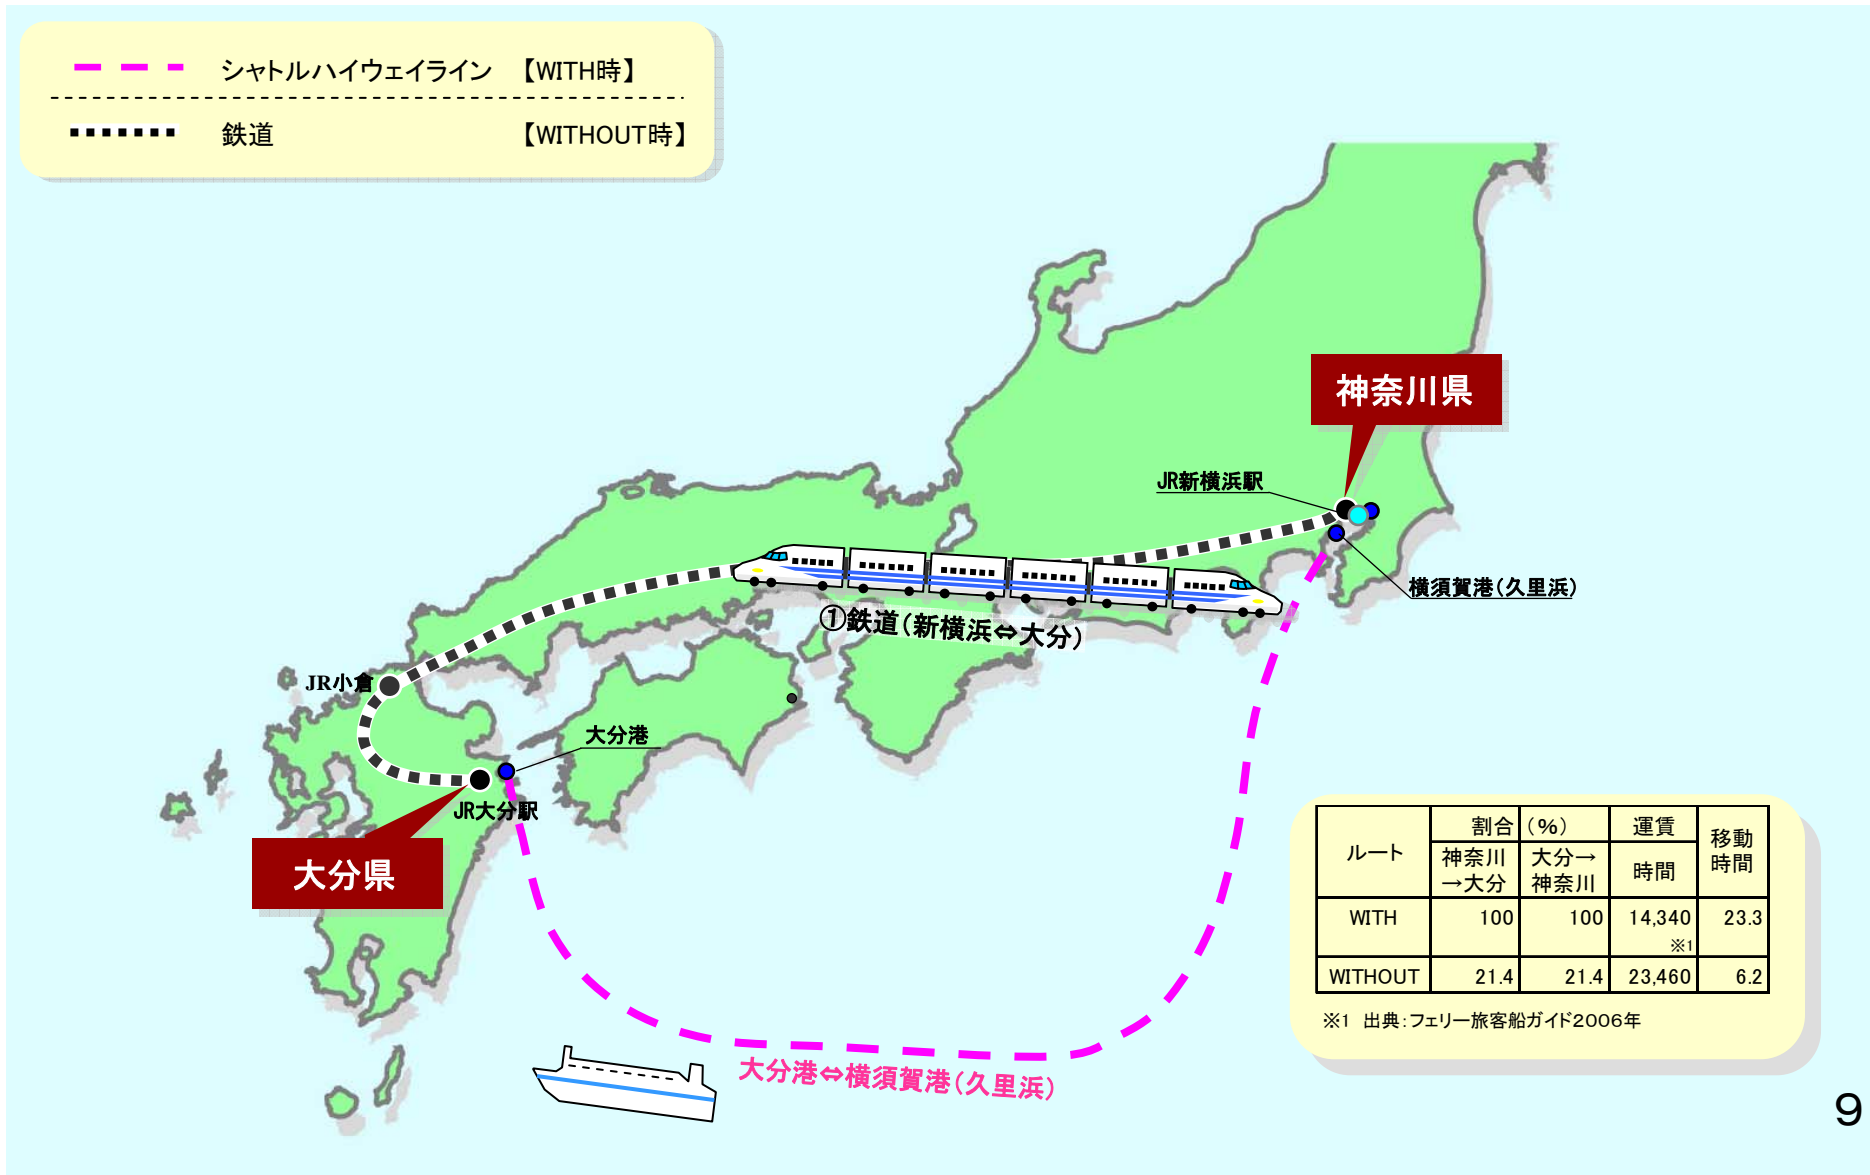 シャトルハイウェイライン 【WITH時】
鉄道 【WITHOUT時】
神奈川県
JR新横浜駅
横須賀港(久里浜)
①鉄道(新横浜⇔大分)
JR小倉
大分港
JR大分駅
大分県
大分港⇔横須賀港(久里浜)
ルート 割合 (%) 運賃 移動時間
神奈川→大分 大分→神奈川 時間
WITH 100 100 14,340 23.3
※1
WITHOUT 21.4 21.4 23,460 6.2
※1 出典:フェリー旅客船ガイド2006年
9